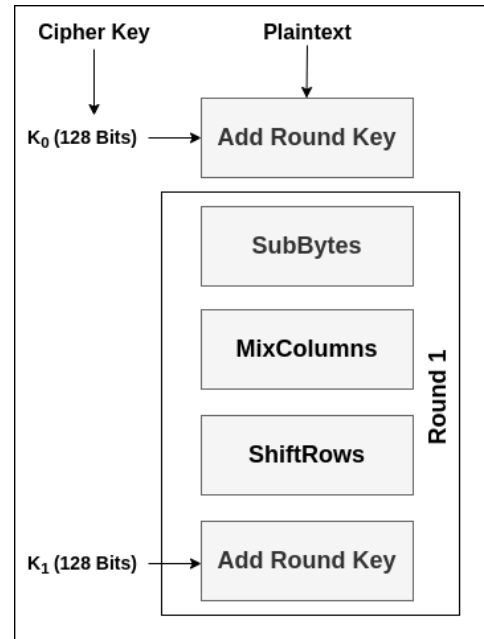 Cipher Key
Plaintext
K0 (128 Bits)
Add Round Key
SubBytes
MixColumns
ShiftRows
Round 1
K1 (128 Bits)
Add Round Key